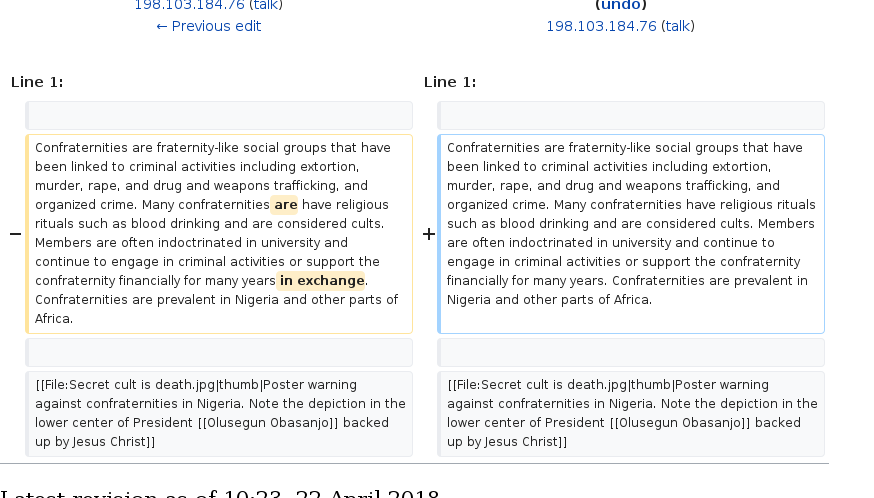 198.103.184.76 (talk)
← Previous edit
(undo)
198.103.184.76 (talk)
Line 1:
Line 1:
− Confraternities are fraternity-like social groups that have
been linked to criminal activities including extortion,
murder, rape, and drug and weapons trafficking, and
organized crime. Many confraternities are have religious
rituals such as blood drinking and are considered cults.
Members are often indoctrinated in university and
continue to engage in criminal activities or support the
confraternity financially for many years in exchange.
Confraternities are prevalent in Nigeria and other parts of
Africa.
+ Confraternities are fraternity-like social groups that have
been linked to criminal activities including extortion,
murder, rape, and drug and weapons trafficking, and
organized crime. Many confraternities have religious rituals
such as blood drinking and are considered cults. Members
are often indoctrinated in university and continue to
engage in criminal activities or support the confraternity
financially for many years. Confraternities are prevalent in
Nigeria and other parts of Africa.
[[File:Secret cult is death.jpg|thumb|Poster warning
against confraternities in Nigeria. Note the depiction in the
lower center of President [[Olusegun Obasanjo]] backed
up by Jesus Christ]]
[[File:Secret cult is death.jpg|thumb|Poster warning
against confraternities in Nigeria. Note the depiction in the
lower center of President [[Olusegun Obasanjo]] backed
up by Jesus Christ]]
Latest revision as of 10:23, 22 April 2018